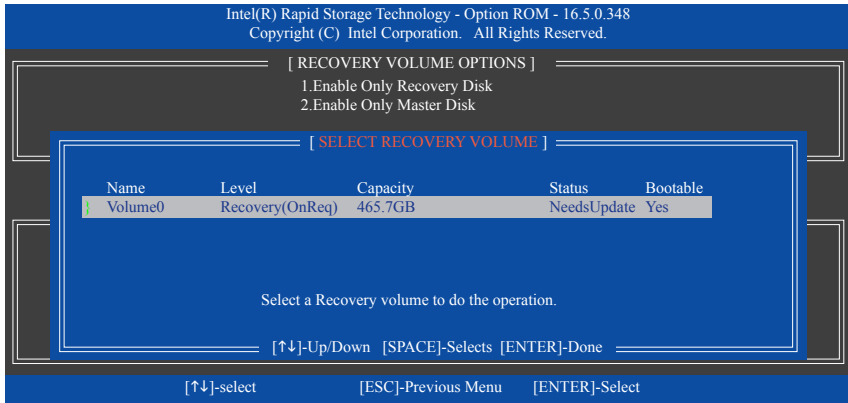 Intel(R) Rapid Storage Technology - Option ROM - 16.5.0.348
Copyright (C) Intel Corporation. All Rights Reserved.
[ RECOVERY VOLUME OPTIONS ]
1.Enable Only Recovery Disk
2.Enable Only Master Disk
[ SELECT RECOVERY VOLUME ]
Name Level Capacity Status Bootable
Volume0 Recovery(OnReq) 465.7GB NeedsUpdate Yes
Select a Recovery volume to do the operation.
[↑↓]-Up/Down [SPACE]-Selects [ENTER]-Done
[↑↓]-select [ESC]-Previous Menu [ENTER]-Select